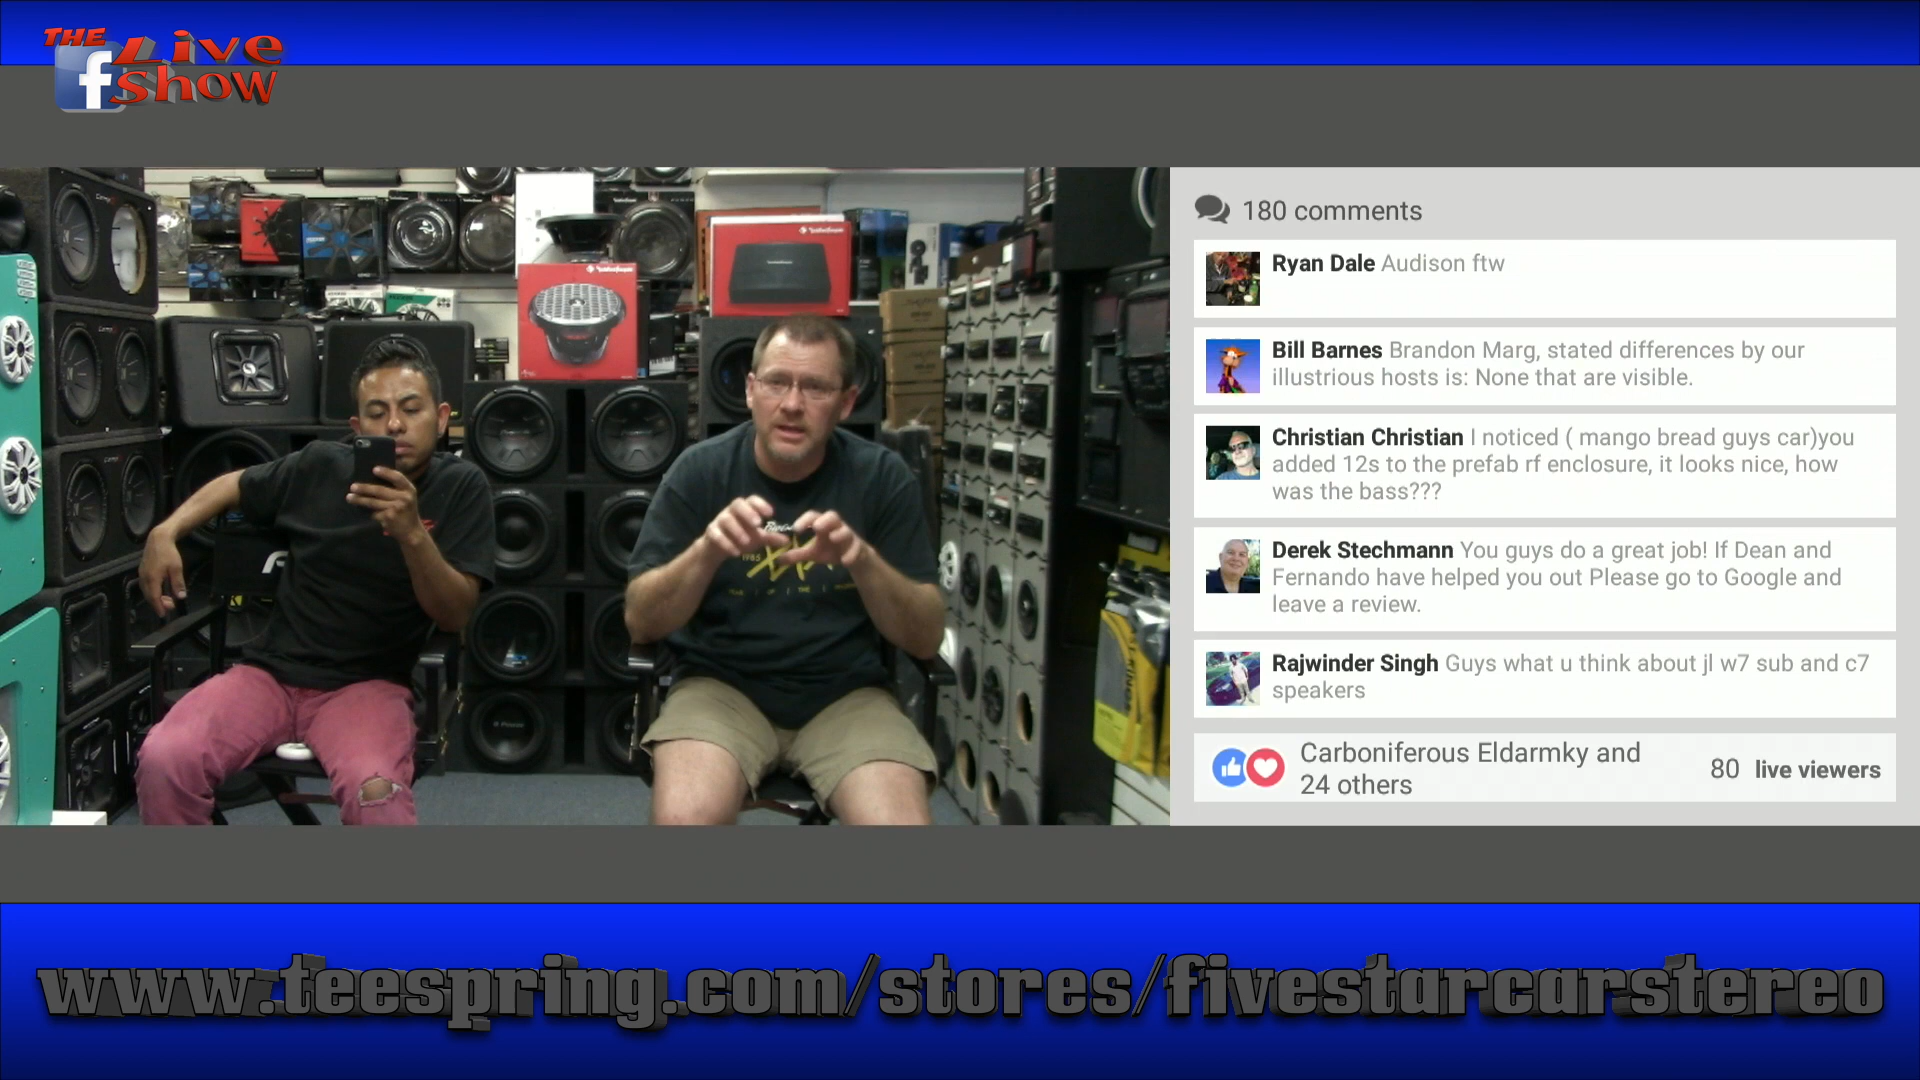 THE
Live
f show
180 comments
Ryan Dale Audison ftw
Bill Barnes Brandon Marg, stated differences by our
illustrious hosts is: None that are visible.
Christian Christian I noticed ( mango bread guys car)you
added 12s to the prefab rf enclosure, it looks nice, how
was the bass???
Derek Stechmann You guys do a great job! If Dean and
Fernando have helped you out Please go to Google and
leave a review.
Rajwinder Singh Guys what u think about jl w7 sub and c7
speakers
Carboniferous Eldarmky and
24 others
80 live viewers
1985
www.teespring.com/stores/fivestarcarstereo